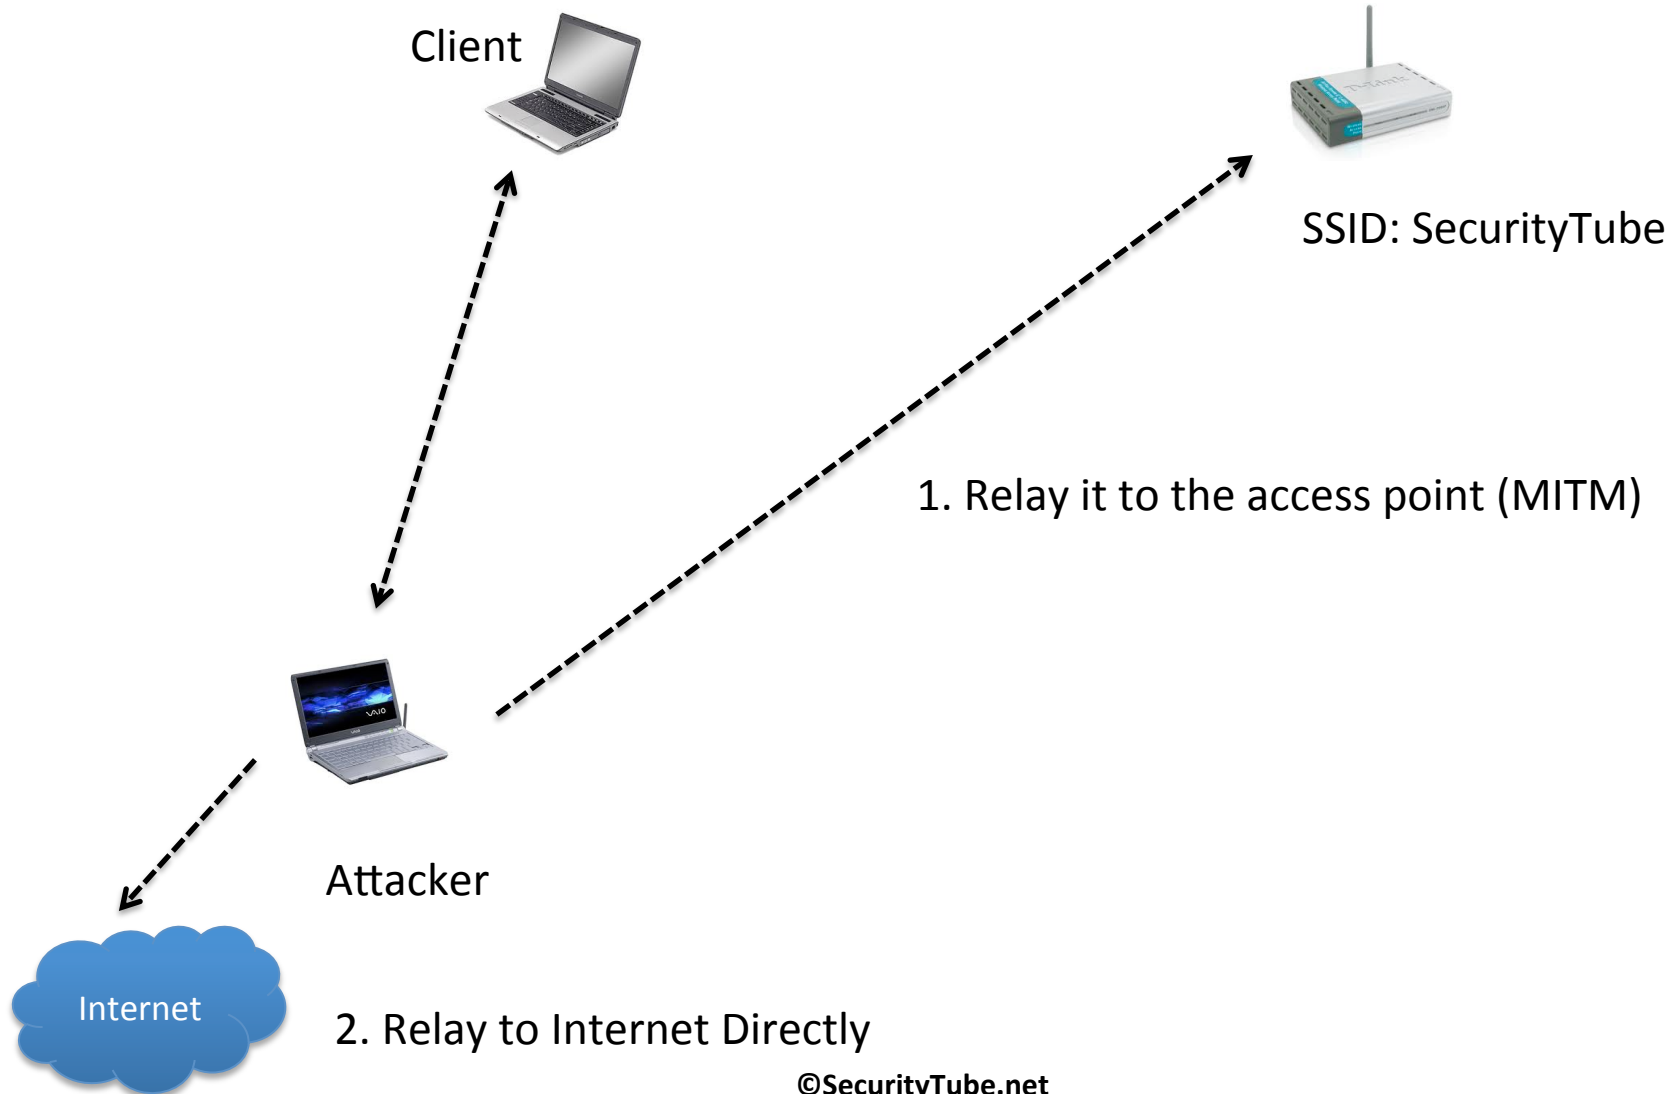 Client
SSID: SecurityTube
1. Relay it to the access point (MITM)
VAIO
Attacker
Internet
2. Relay to Internet Directly
©SecurityTube.net